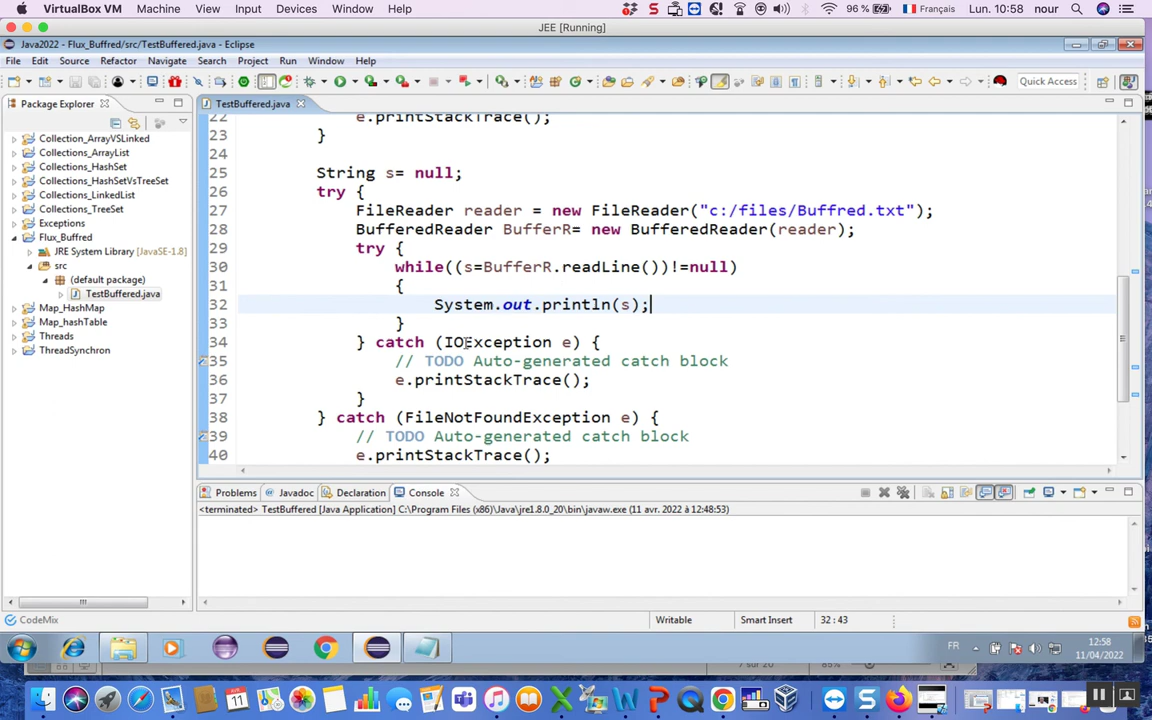 VirtualBox VM Machine View Input Devices Window Help 96 % Français Lun. 10:58 nour
JEE [Running]
Java2022 - Flux_Buffred/src/TestBuffered.java - Eclipse
File Edit Source Refactor Navigate Search Project Run Window Help
Quick Access
Package Explorer
TestBuffered.java
Collection_ArrayVSLinked
Collections_ArrayList
Collections_HashSet
Collections_HashSetVsTreeSet
Collections_LinkedList
Collections_TreeSet
Exceptions
Flux_Buffred
JRE System Library [JavaSE-1.8]
src
(default package)
TestBuffered.java
Map_HashMap
Map_hashTable
Threads
ThreadSynchron
22 e.printStackTrace();
23 }
24
25 String s= null;
26 try {
27 FileReader reader = new FileReader("c:/files/Buffred.txt");
28 BufferedReader BufferR= new BufferedReader(reader);
29 try {
30 while((s=BufferR.readLine())!=null)
31 {
32 System.out.println(s);
33 }
34 } catch (IOException e) {
35 // TODO Auto-generated catch block
36 e.printStackTrace();
37 }
38 } catch (FileNotFoundException e) {
39 // TODO Auto-generated catch block
40 e.printStackTrace();
Problems Javadoc Declaration Console
<terminated> TestBuffered [Java Application] C:\Program Files (x86)\Java\jre1.8.0_20\bin\javaw.exe (11 avr. 2022 à 12:48:53)
Writable Smart Insert 32 : 43
CodeMix
FR 12:58
11/04/2022
7 sur 20 85%